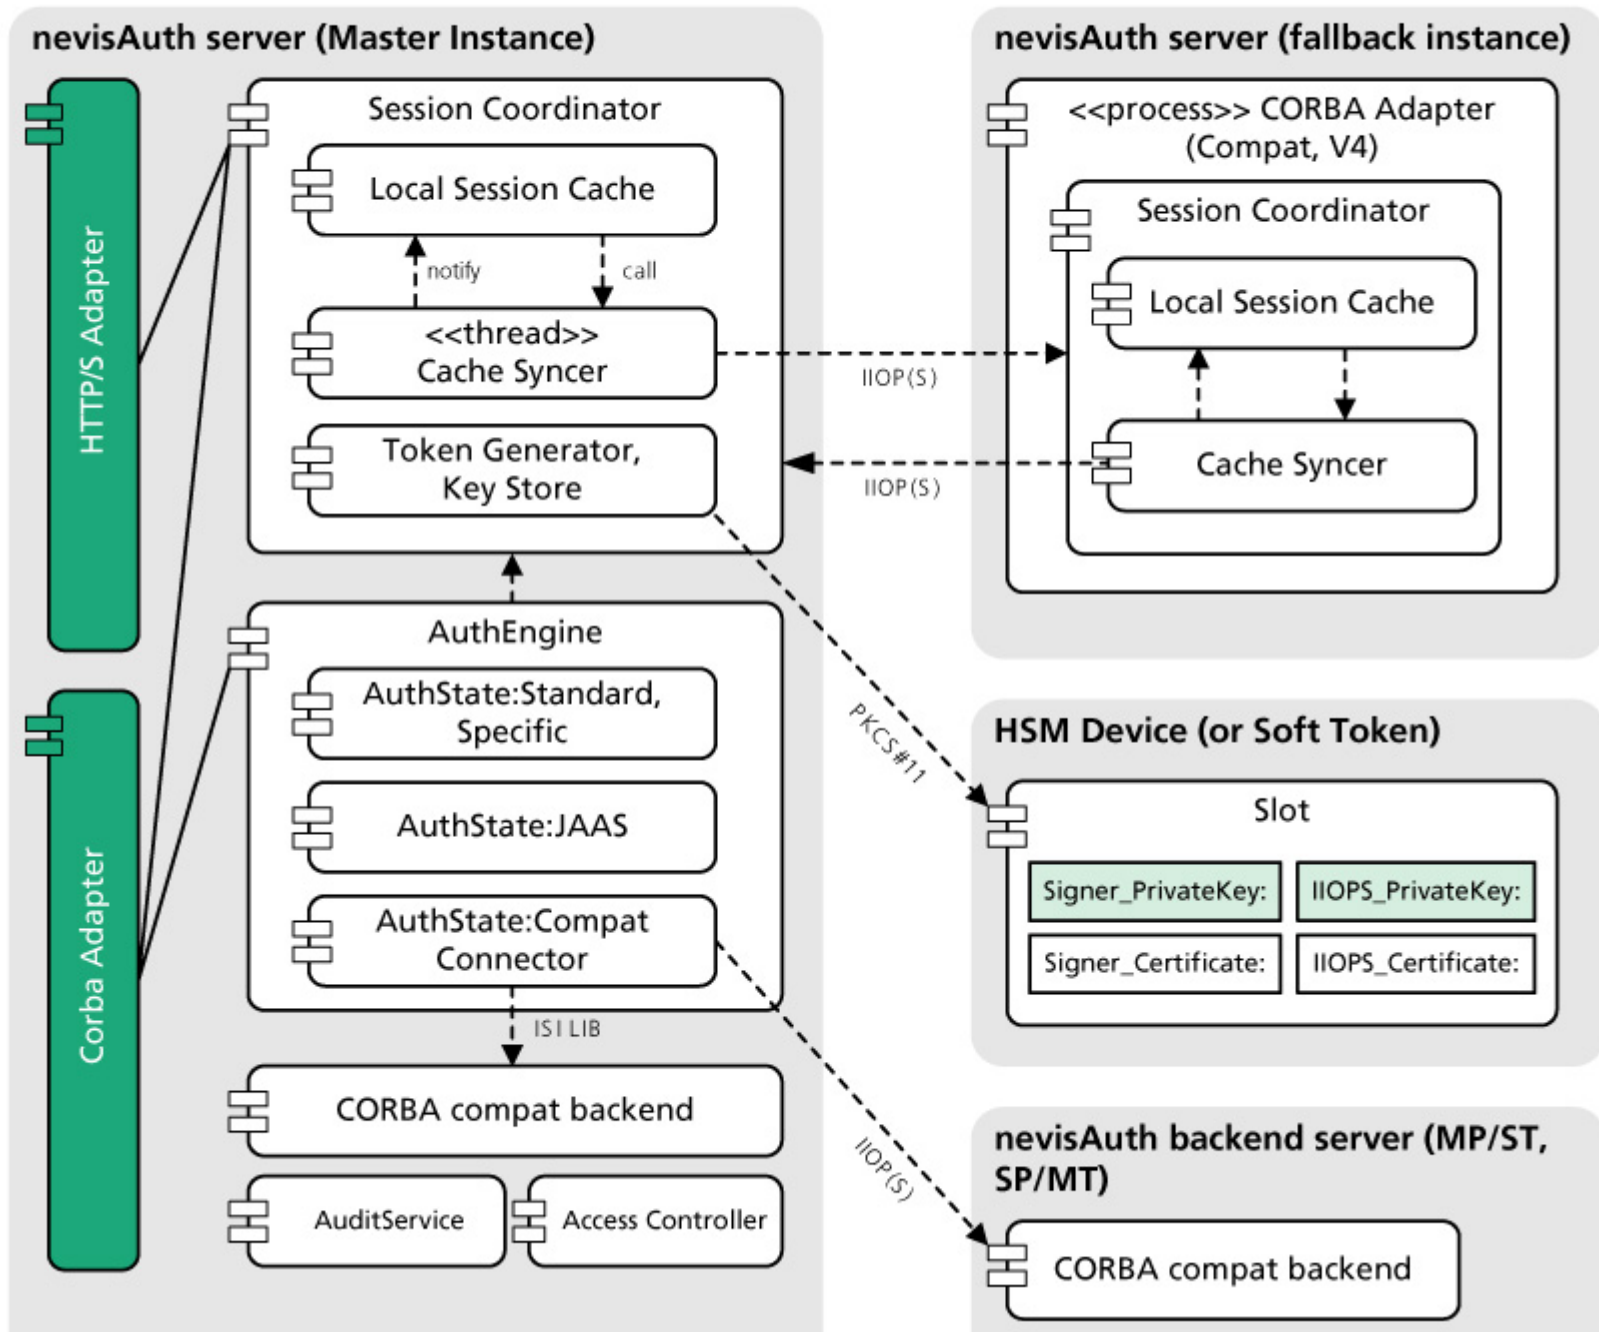 nevisAuth server (Master Instance)
HTTP/S Adapter
Corba Adapter
Session Coordinator
Local Session Cache
notify
call
<<thread>>
Cache Syncer
Token Generator,
Key Store
AuthEngine
AuthState:Standard,
Specific
AuthState:JAAS
AuthState:Compat
Connector
ISI LIB
CORBA compat backend
AuditService
Access Controller
IIOP(S)
IIOP(S)
PKCS#11
IIOP(S)
nevisAuth server (fallback instance)
<<process>> CORBA Adapter
(Compat, V4)
Session Coordinator
Local Session Cache
Cache Syncer
HSM Device (or Soft Token)
Slot
Signer_PrivateKey:
IIOPS_PrivateKey:
Signer_Certificate:
IIOPS_Certificate:
nevisAuth backend server (MP/ST,
SP/MT)
CORBA compat backend